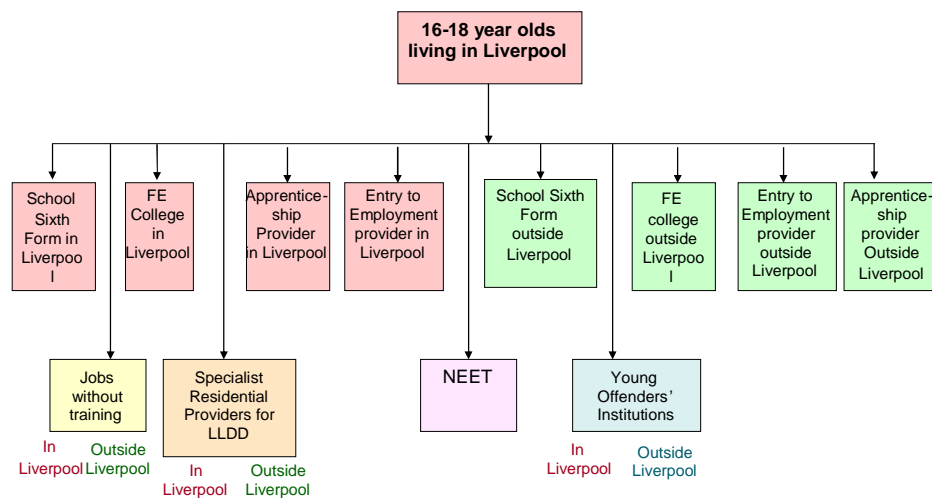 16-18 year olds
living in Liverpool
School
Sixth
Form in
Liverpoo
l
FE
College
in
Liverpool
Apprentice-
ship
Provider
in Liverpool
Entry to
Employment
provider in
Liverpool
School Sixth
Form
outside
Liverpool
FE
college
outside
Liverpoo
l
Entry to
Employment
provider
outside
Liverpool
Apprentice-
ship
provider
Outside
Liverpool
Jobs
without
training
In
Liverpool
Outside
Liverpool
Specialist
Residential
Providers for
LLDD
In
Liverpool
Outside
Liverpool
NEET
Young
Offenders’
Institutions
In
Liverpool
Outside
Liverpool